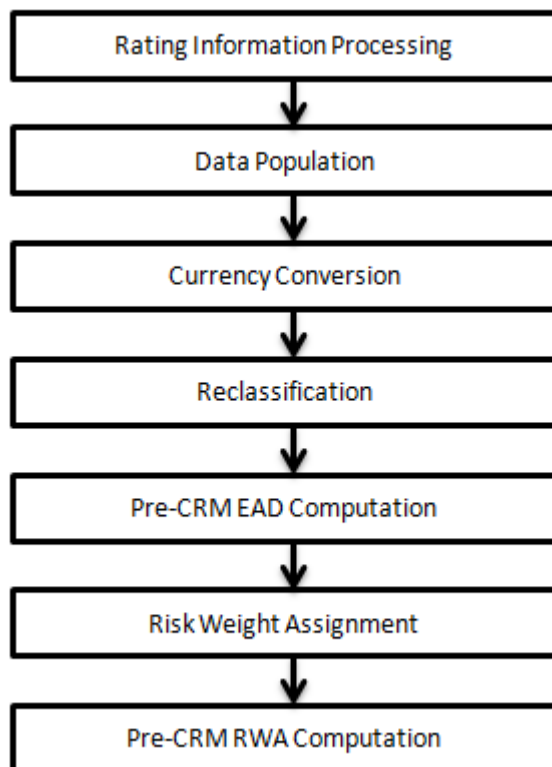 Rating Information Processing
Data Population
Currency Conversion
Reclassification
Pre-CRM EAD Computation
Risk Weight Assignment
Pre-CRM RWA Computation